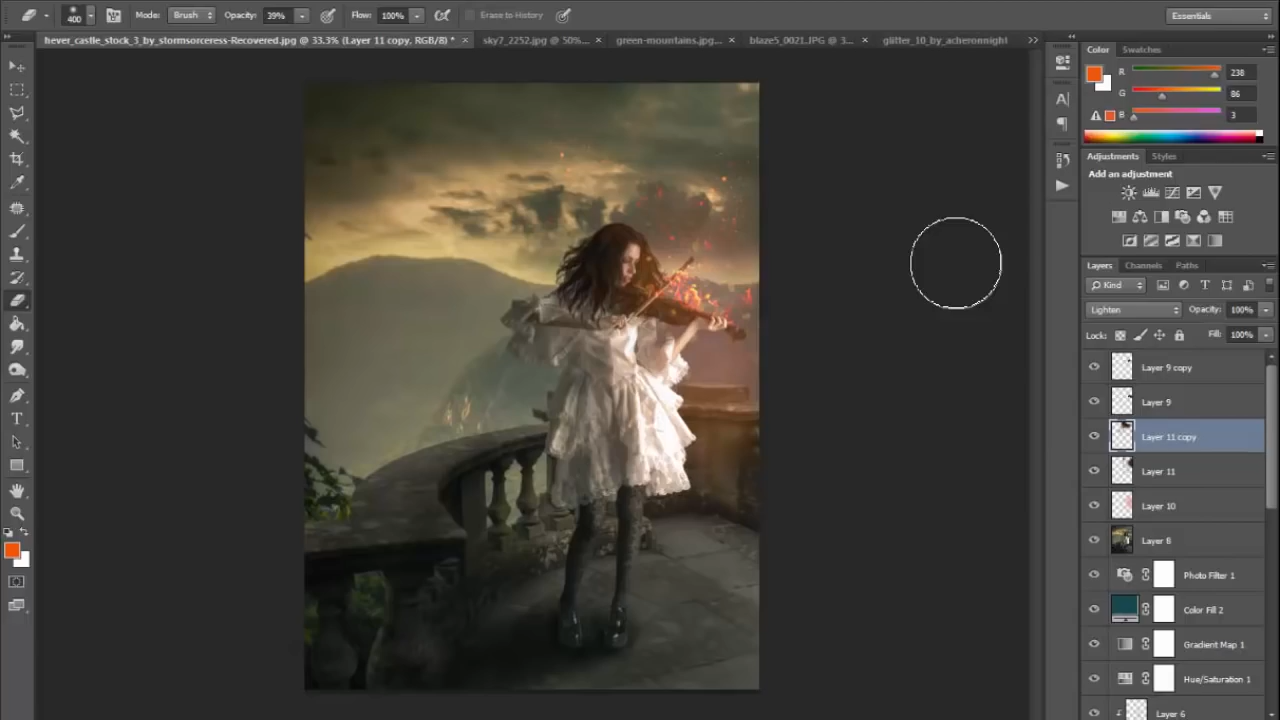 400 Mode: Brush Opacity: 39% Flow: 100% Erase to History Essentials
hever_castle_stock_3_by_stormsorceress-Recovered.jpg @ 33.3% (Layer 11 copy, RGB/8) * × sky7_2252.jpg @ 50%... × green-mountains.jpg... × blaze5_0021.JPG @ 3... × glitter_10_by_acheronnight
Color Swatches
R 238
G 86
B 3
Adjustments Styles
Add an adjustment
Layers Channels Paths
Kind
Lighten Opacity: 100%
Lock: Fill: 100%
Layer 9 copy
Layer 9
Layer 11 copy
Layer 11
Layer 10
Layer 8
Photo Filter 1
Color Fill 2
Gradient Map 1
Hue/Saturation 1
Layer 6